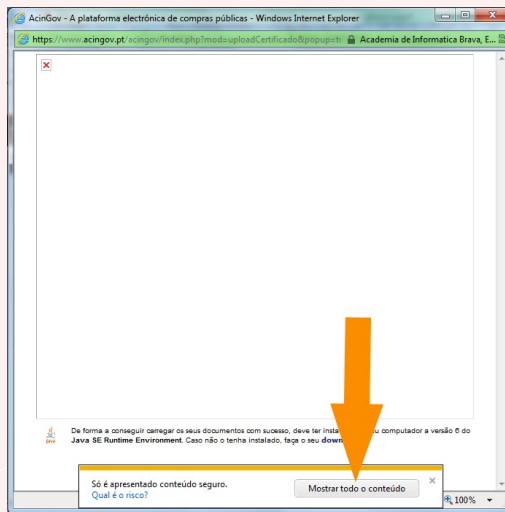 AcinGov - A plataforma electrónica de compras públicas - Windows Internet Explorer
https://www.acingov.pt/acingov/index.php?mod=uploadCertificado&popup=t Academia de Informatica Brava, E...
De forma a conseguir carregar os seus documentos com sucesso, deve ter insta u computador a versão 6 do
Java SE Runtime Environment. Caso não o tenha instalado, faça o seu down
Java
Só é apresentado conteúdo seguro.
Qual é o risco?
Mostrar todo o conteúdo
100%